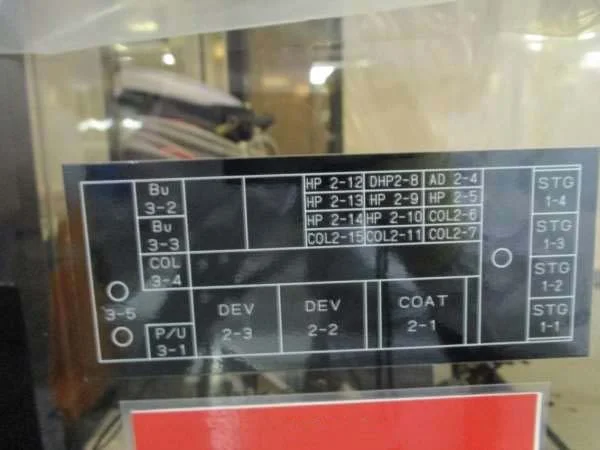 Bu
3-2
Bu
3-3
COL
3-4
3-5
P/U
3-1
HP 2-12 DHP2-8 AD 2-4
HP 2-13 HP 2-9 HP 2-5
HP 2-14 HP 2-10 COL2-6
COL2-15 COL2-11 COL2-7
DEV
2-3
DEV
2-2
COAT
2-1
STG
1-4
STG
1-3
STG
1-2
STG
1-1